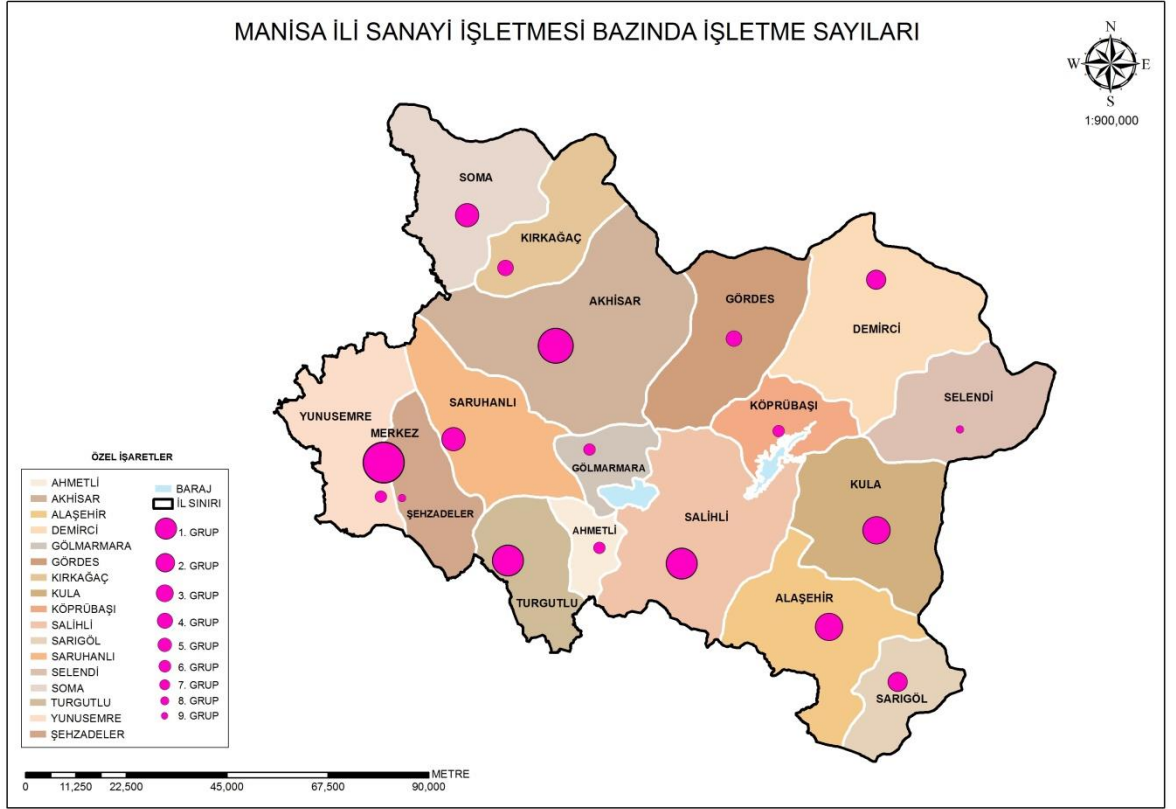 MANİSA İLİ SANAYİ İŞLETMESİ BAZINDA İŞLETME SAYILARI
N
W E
S
1:900,000
SOMA
KIRKAĞAÇ
AKHİSAR
GÖRDES
DEMİRCİ
SELENDİ
KÖPRÜBAŞI
SARUHANLI
YUNUSEMRE
MERKEZ
GÖLMARMARA
KULA
ŞEHZADELER
SALİHLİ
AHMETLİ
TURGUTLU
ALAŞEHİR
SARIGÖL
ÖZEL İŞARETLER
AHMETLİ
AKHİSAR
ALAŞEHİR
DEMİRCİ
GÖLMARMARA
GÖRDES
KIRKAĞAÇ
KULA
KÖPRÜBAŞI
SALİHLİ
SARIGÖL
SARUHANLI
SELENDİ
SOMA
TURGUTLU
YUNUSEMRE
ŞEHZADELER
BARAJ
İL SINIRI
1. GRUP
2. GRUP
3. GRUP
4. GRUP
5. GRUP
6. GRUP
7. GRUP
8. GRUP
9. GRUP
METRE
0 11,250 22,500 45,000 67,500 90,000